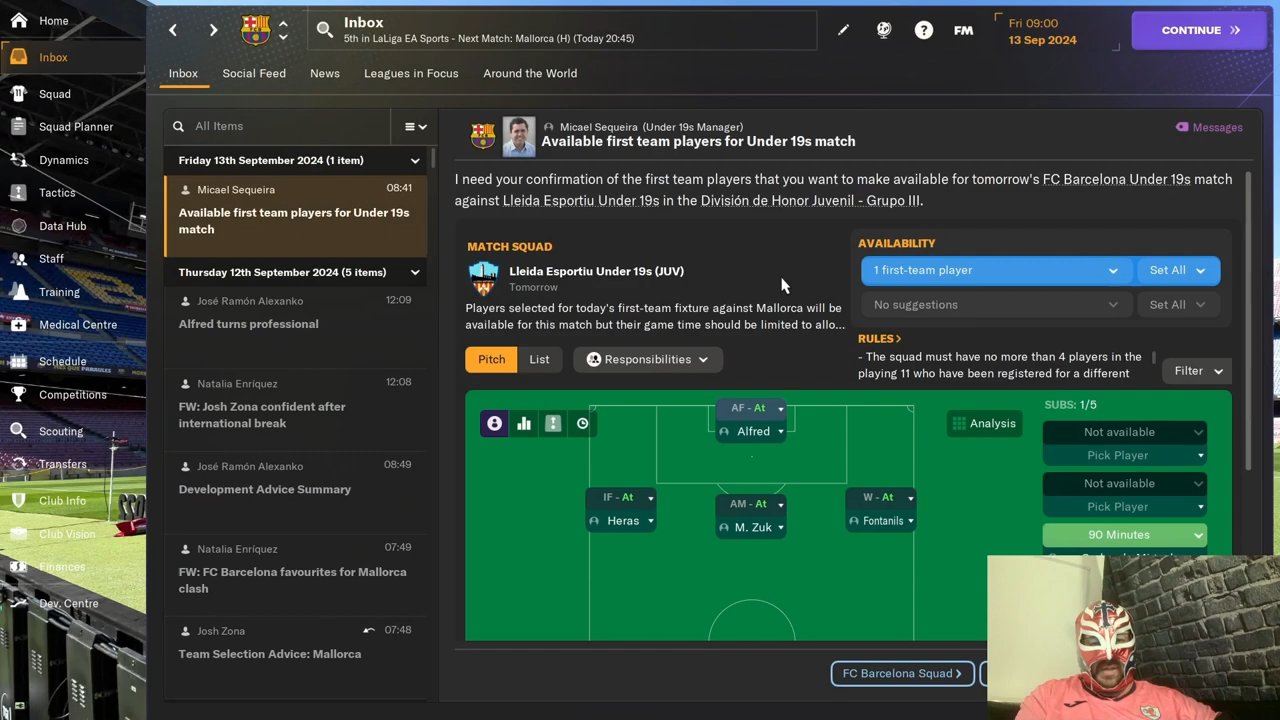 Home
Inbox
Squad
Squad Planner
Dynamics
Tactics
Data Hub
Staff
Training
Medical Centre
Schedule
Competitions
Scouting
Transfers
Club Info
Club Vision
Finances
Dev. Centre
Inbox
5th in LaLiga EA Sports - Next Match: Mallorca (H) (Today 20:45)
FM
Fri 09:00
13 Sep 2024
CONTINUE
Inbox
Social Feed
News
Leagues in Focus
Around the World
All Items
Friday 13th September 2024 (1 item)
Micael Sequeira
08:41
Available first team players for Under 19s
match
Thursday 12th September 2024 (5 items)
José Ramón Alexanko
12:09
Alfred turns professional
Natalia Enríquez
12:08
FW: Josh Zona confident after
international break
José Ramón Alexanko
08:49
Development Advice Summary
Natalia Enríquez
07:49
FW: FC Barcelona favourites for Mallorca
clash
Josh Zona
07:48
Team Selection Advice: Mallorca
Micael Sequeira (Under 19s Manager)
Available first team players for Under 19s match
Messages
I need your confirmation of the first team players that you want to make available for tomorrow's FC Barcelona Under 19s match
against Lleida Esportiu Under 19s in the División de Honor Juvenil - Grupo III.
MATCH SQUAD
Lleida Esportiu Under 19s (JUV)
Tomorrow
Players selected for today's first-team fixture against Mallorca will be
available for this match but their game time should be limited to allo...
AVAILABILITY
1 first-team player
Set All
No suggestions
Set All
RULES >
- The squad must have no more than 4 players in the
playing 11 who have been registered for a different
Filter
Pitch
List
Responsibilities
Analysis
AF - At
Alfred
IF - At
Heras
AM - At
M. Zuk
W - At
Fontanils
SUBS: 1/5
Not available
Pick Player
Not available
Pick Player
90 Minutes
FC Barcelona Squad >